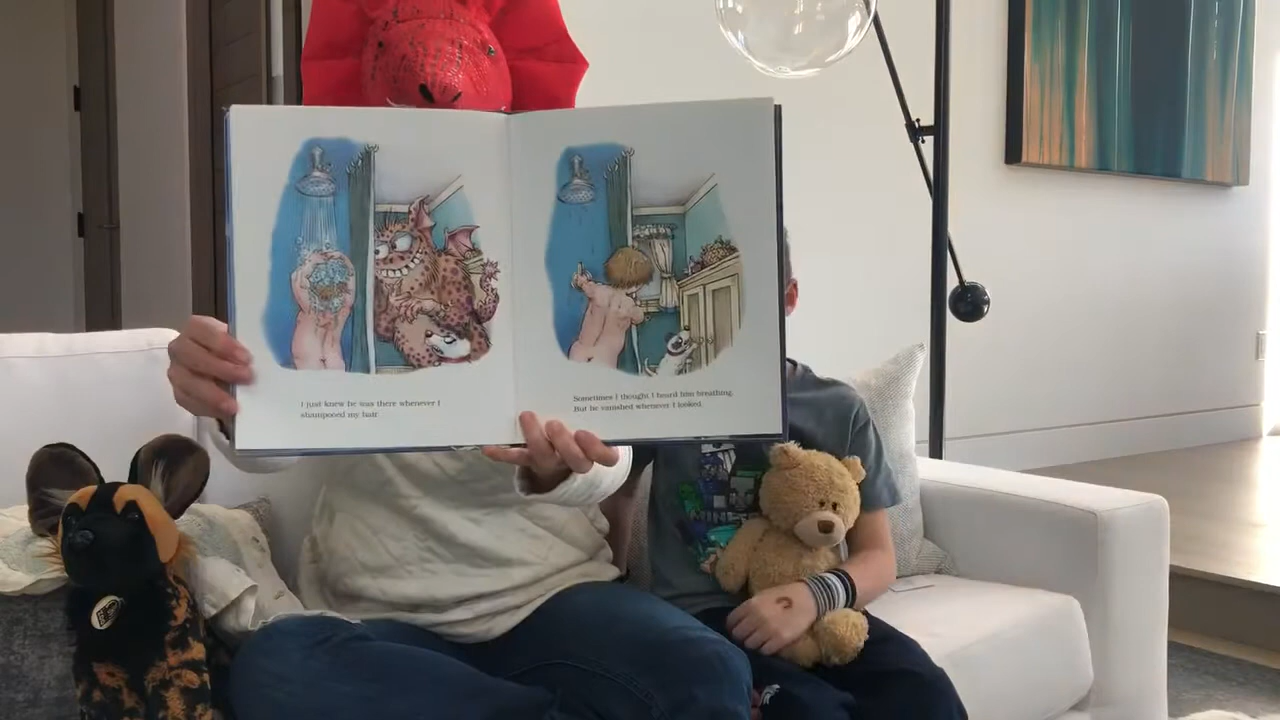 I just knew he was there whenever I
shampooed my hair.
Sometimes I thought I heard him breathing.
But he vanished whenever I looked.